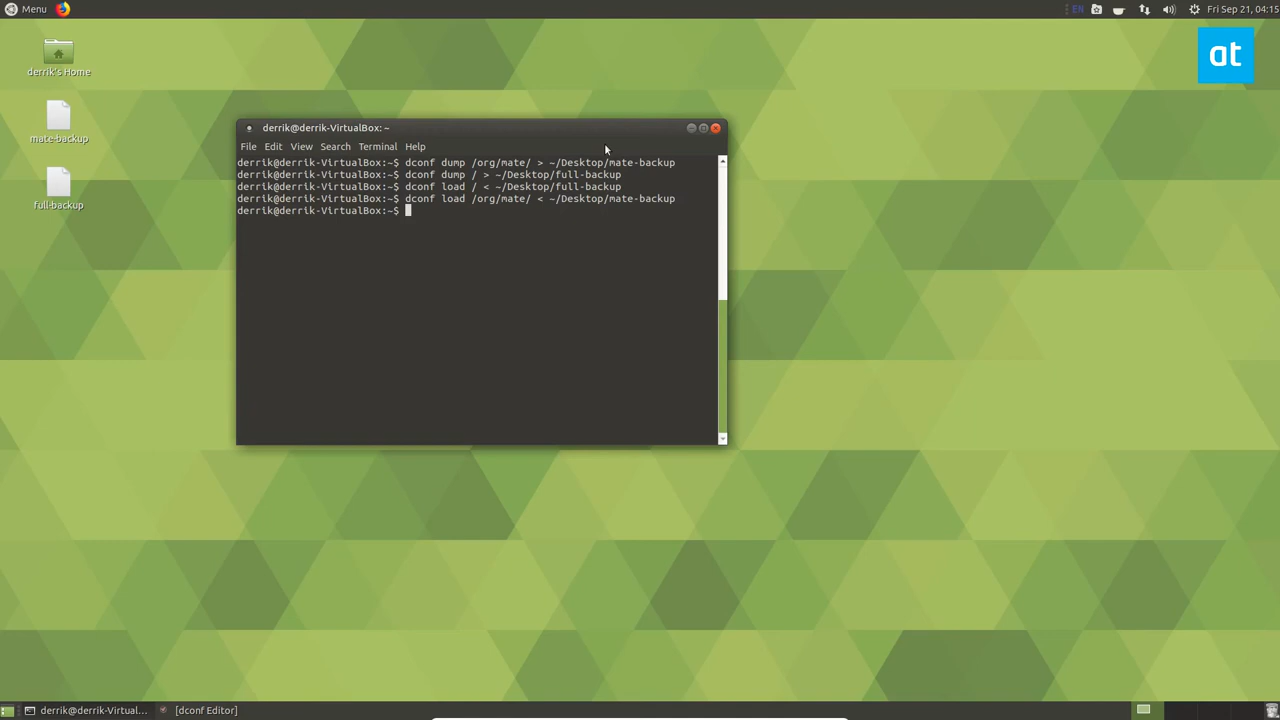 Menu
EN
Fri Sep 21, 04:15
at
derrik's Home
mate-backup
full-backup
derrik@derrik-VirtualBox: ~
File Edit View Search Terminal Help
derrik@derrik-VirtualBox:~$ dconf dump /org/mate/ > ~/Desktop/mate-backup
derrik@derrik-VirtualBox:~$ dconf dump / > ~/Desktop/full-backup
derrik@derrik-VirtualBox:~$ dconf load / < ~/Desktop/full-backup
derrik@derrik-VirtualBox:~$ dconf load /org/mate/ < ~/Desktop/mate-backup
derrik@derrik-VirtualBox:~$
derrik@derrik-Virtual...
[dconf Editor]